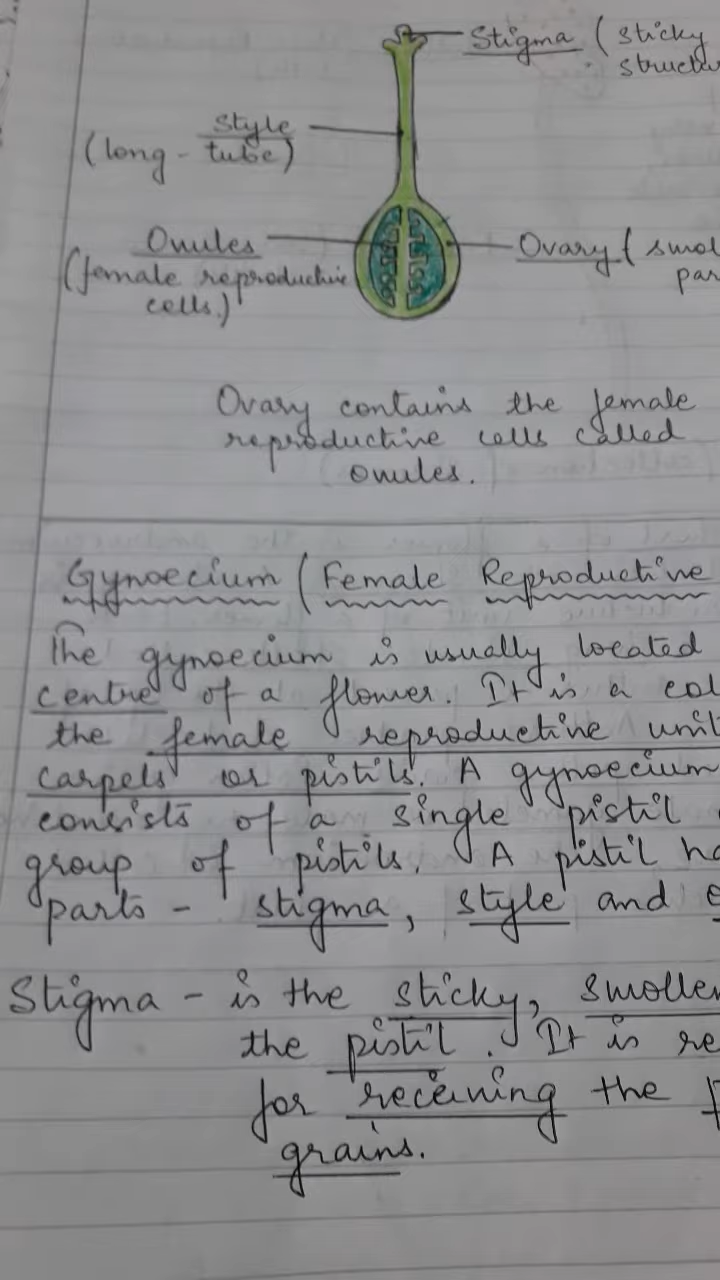 Stigma (sticky
structu
style
(long - tube)
Ovules
(female reproductive
cells.)
Ovary (swol
par
Ovary contains the female
reproductive cells called
ovules.
Gynoecium (Female Reproductive
The gynoecium is usually located
centre of a flower. It is a col
the female reproductive unit
carpels or pistils. A gynoecium
consists of a single pistil
group of pistils. A pistil ha
parts - stigma, style and
Stigma - is the sticky, swollen
the pistil. It is re
for receiving the p
grains.